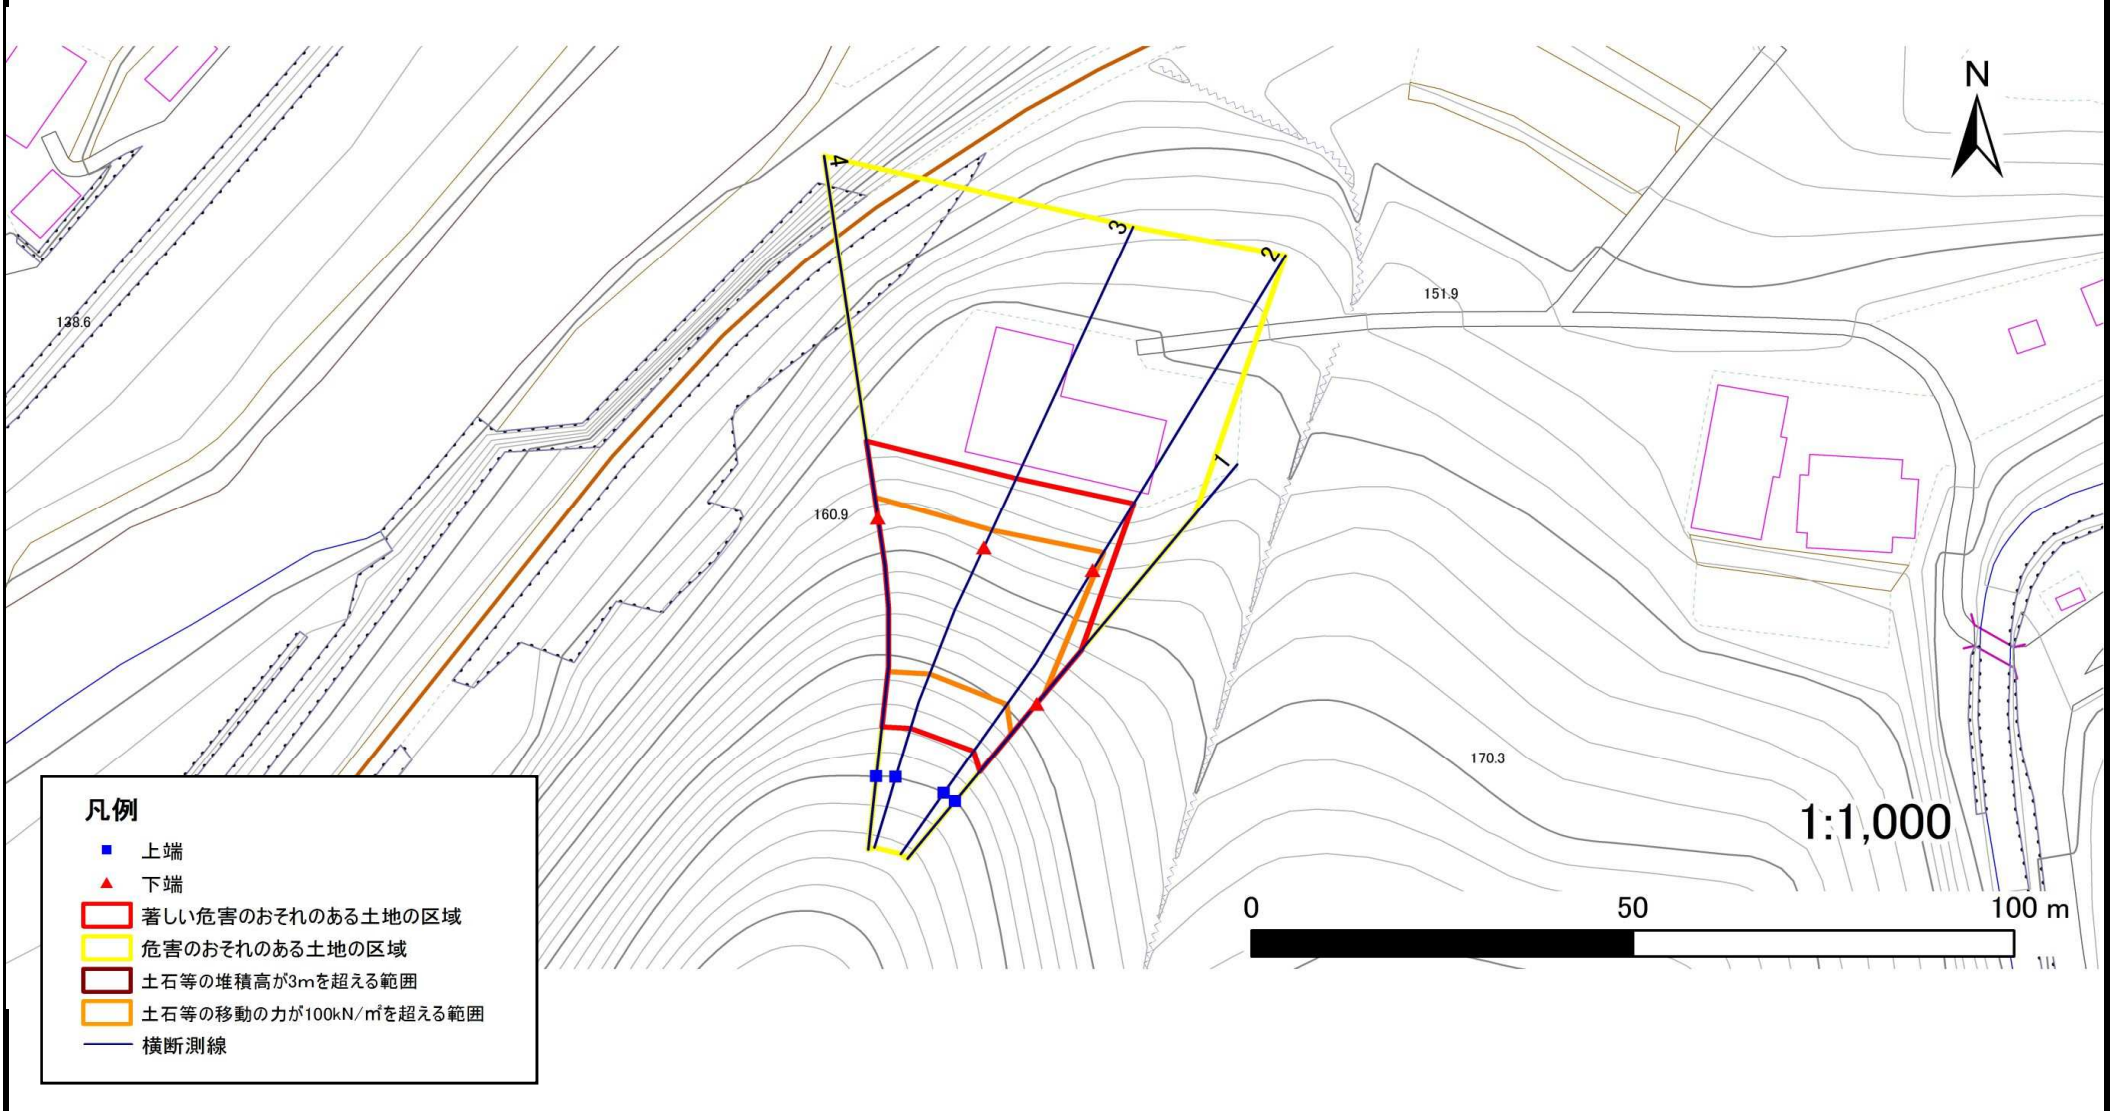 N
4
3
2
151.9
138.6
1
160.9
170.3
1:1,000
0 50 100 m
凡例
上端
下端
著しい危害のおそれのある土地の区域
危害のおそれのある土地の区域
土石等の堆積高が3mを超える範囲
土石等の移動の力が100kN/㎡を超える範囲
横断測線